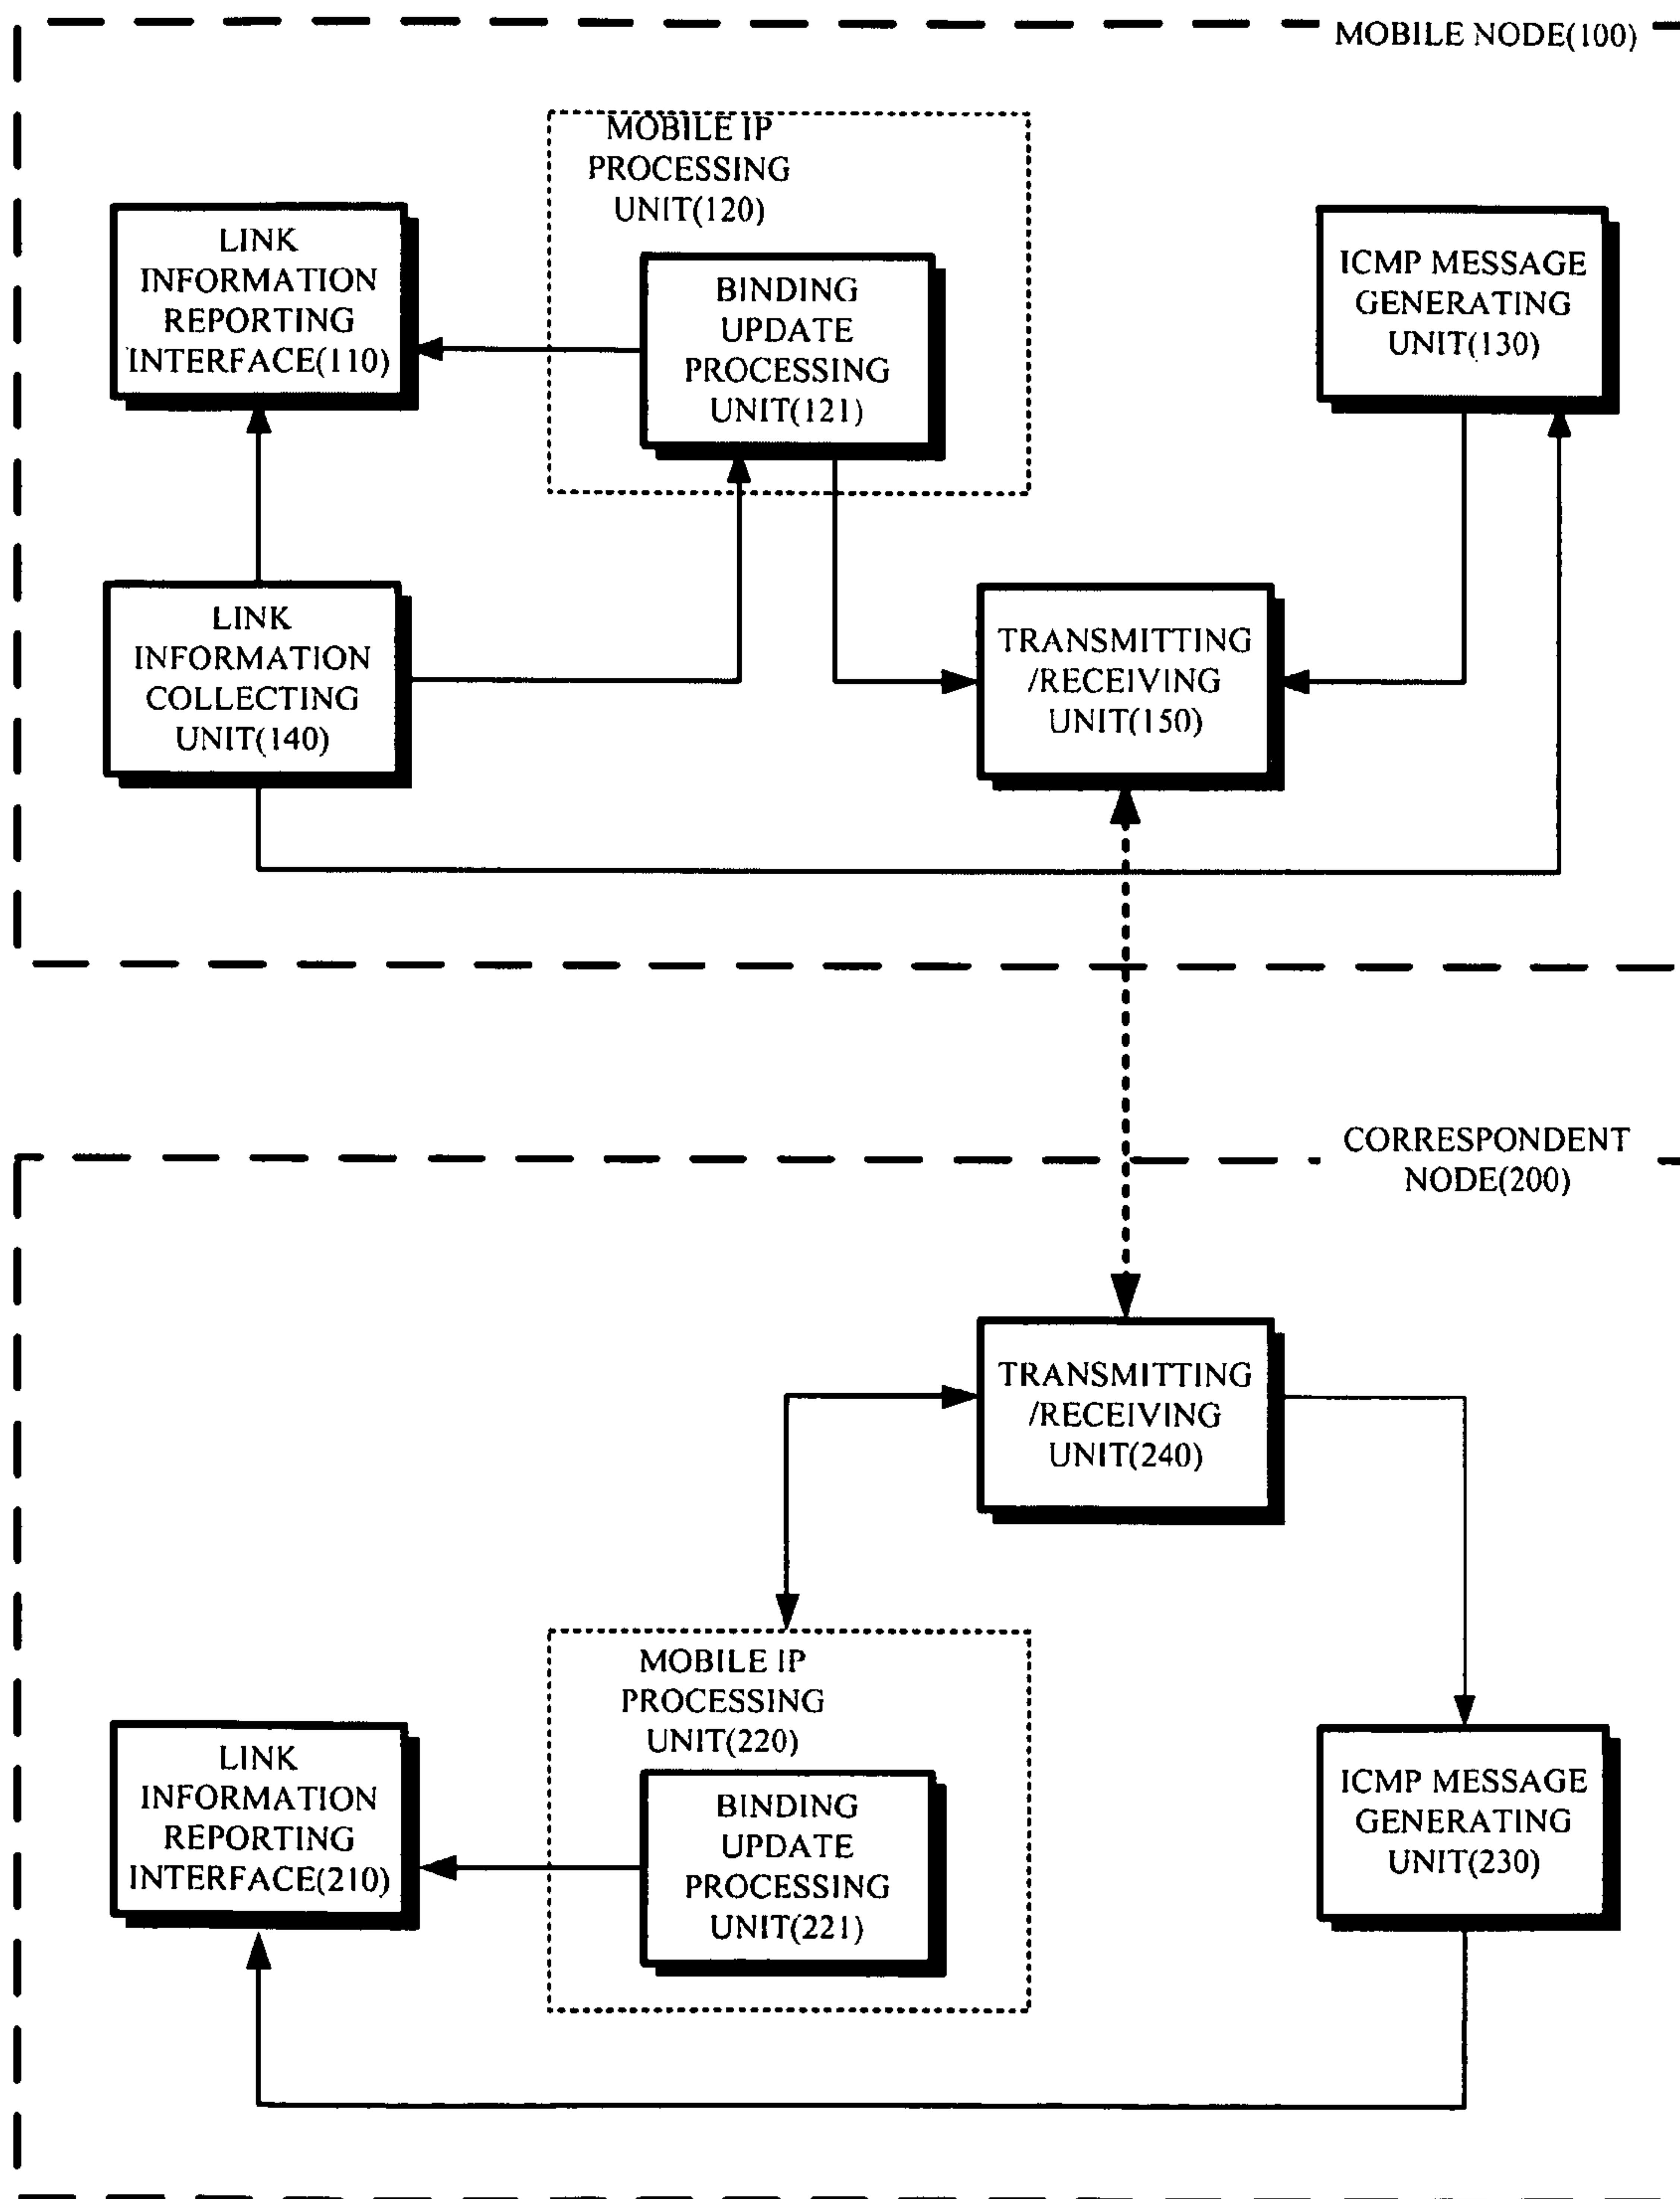 MOBILE NODE(100)
MOBILE IP
PROCESSING
UNIT(120)
LINK
INFORMATION
REPORTING
INTERFACE(110)
BINDING
UPDATE
PROCESSING
UNIT(121)
ICMP MESSAGE
GENERATING
UNIT(130)
LINK
INFORMATION
COLLECTING
UNIT(140)
TRANSMITTING
/RECEIVING
UNIT(150)
CORRESPONDENT
NODE(200)
TRANSMITTING
/RECEIVING
UNIT(240)
MOBILE IP
PROCESSING
UNIT(220)
LINK
INFORMATION
REPORTING
INTERFACE(210)
BINDING
UPDATE
PROCESSING
UNIT(221)
ICMP MESSAGE
GENERATING
UNIT(230)